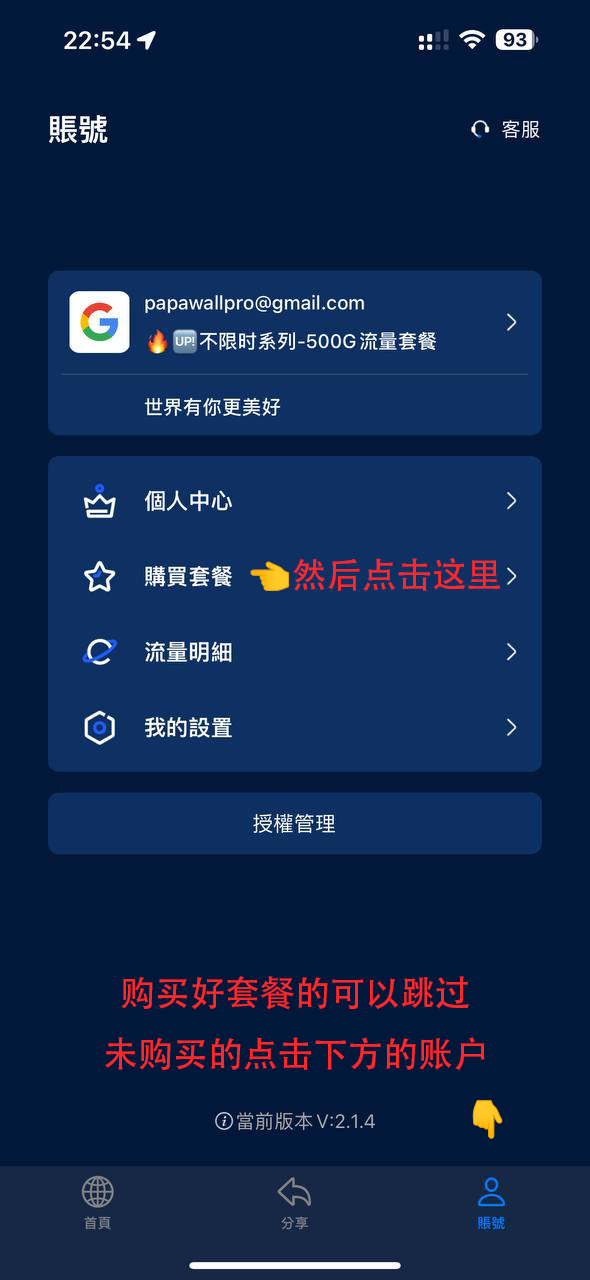 22:54
93
賬號
客服
papawallpro@gmail.com
🔥🆙不限时系列-500G流量套餐
世界有你更美好
個人中心
購買套餐 👈然后点击这里
流量明細
我的設置
授權管理
购买好套餐的可以跳过
未购买的点击下方的账户
當前版本 V:2.1.4 👇
首頁 分享 賬號